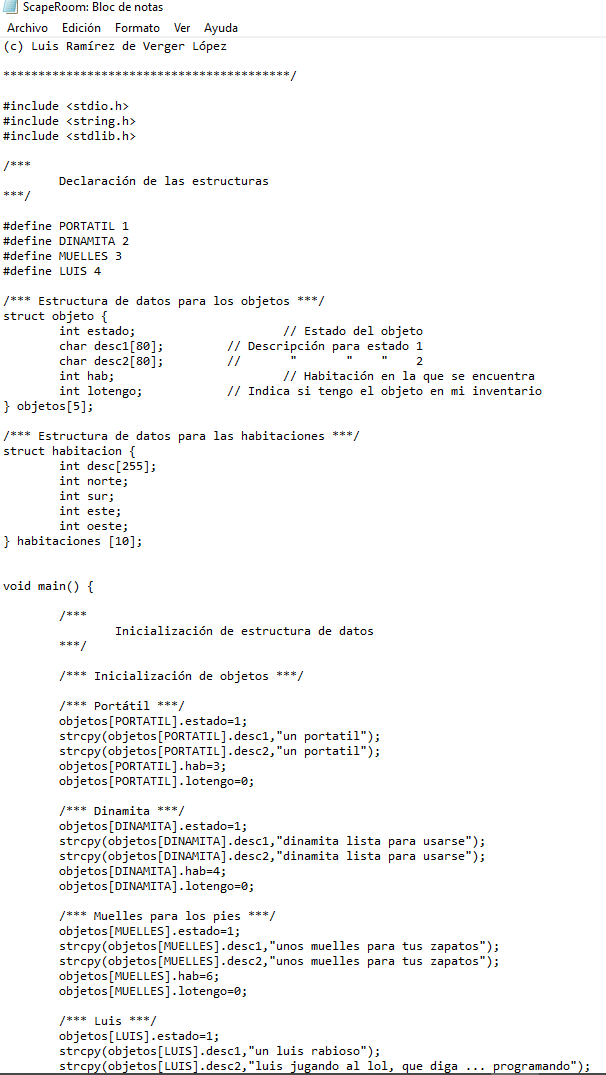 ScapeRoom: Bloc de notas
Archivo Edición Formato Ver Ayuda
(c) Luis Ramírez de Verger López
*****************************************/
#include <stdio.h>
#include <string.h>
#include <stdlib.h>
/***
Declaración de las estructuras
***/
#define PORTATIL 1
#define DINAMITA 2
#define MUELLES 3
#define LUIS 4
/*** Estructura de datos para los objetos ***/
struct objeto {
int estado; // Estado del objeto
char desc1[80]; // Descripción para estado 1
char desc2[80]; // " " " 2
int hab; // Habitación en la que se encuentra
int lotengo; // Indica si tengo el objeto en mi inventario
} objetos[5];
/*** Estructura de datos para las habitaciones ***/
struct habitacion {
int desc[255];
int norte;
int sur;
int este;
int oeste;
} habitaciones [10];
void main() {
/***
Inicialización de estructura de datos
***/
/*** Inicialización de objetos ***/
/*** Portátil ***/
objetos[PORTATIL].estado=1;
strcpy(objetos[PORTATIL].desc1,"un portatil");
strcpy(objetos[PORTATIL].desc2,"un portatil");
objetos[PORTATIL].hab=3;
objetos[PORTATIL].lotengo=0;
/*** Dinamita ***/
objetos[DINAMITA].estado=1;
strcpy(objetos[DINAMITA].desc1,"dinamita lista para usarse");
strcpy(objetos[DINAMITA].desc2,"dinamita lista para usarse");
objetos[DINAMITA].hab=4;
objetos[DINAMITA].lotengo=0;
/*** Muelles para los pies ***/
objetos[MUELLES].estado=1;
strcpy(objetos[MUELLES].desc1,"unos muelles para tus zapatos");
strcpy(objetos[MUELLES].desc2,"unos muelles para tus zapatos");
objetos[MUELLES].hab=6;
objetos[MUELLES].lotengo=0;
/*** Luis ***/
objetos[LUIS].estado=1;
strcpy(objetos[LUIS].desc1,"un luis rabioso");
strcpy(objetos[LUIS].desc2,"luis jugando al lol, que diga ... programando");